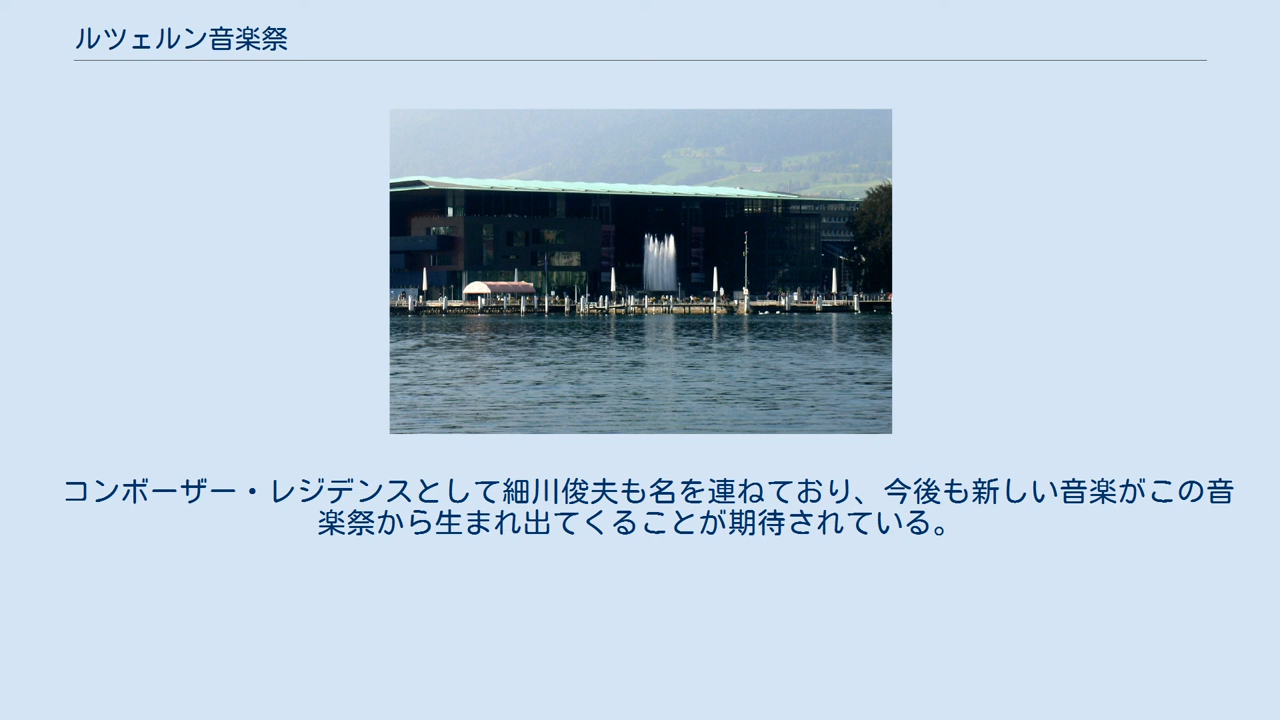 ルツェルン音楽祭
コンボーザー・レジデンスとして細川俊夫も名を連ねており、今後も新しい音楽がこの音
楽祭から生まれ出てくることが期待されている。